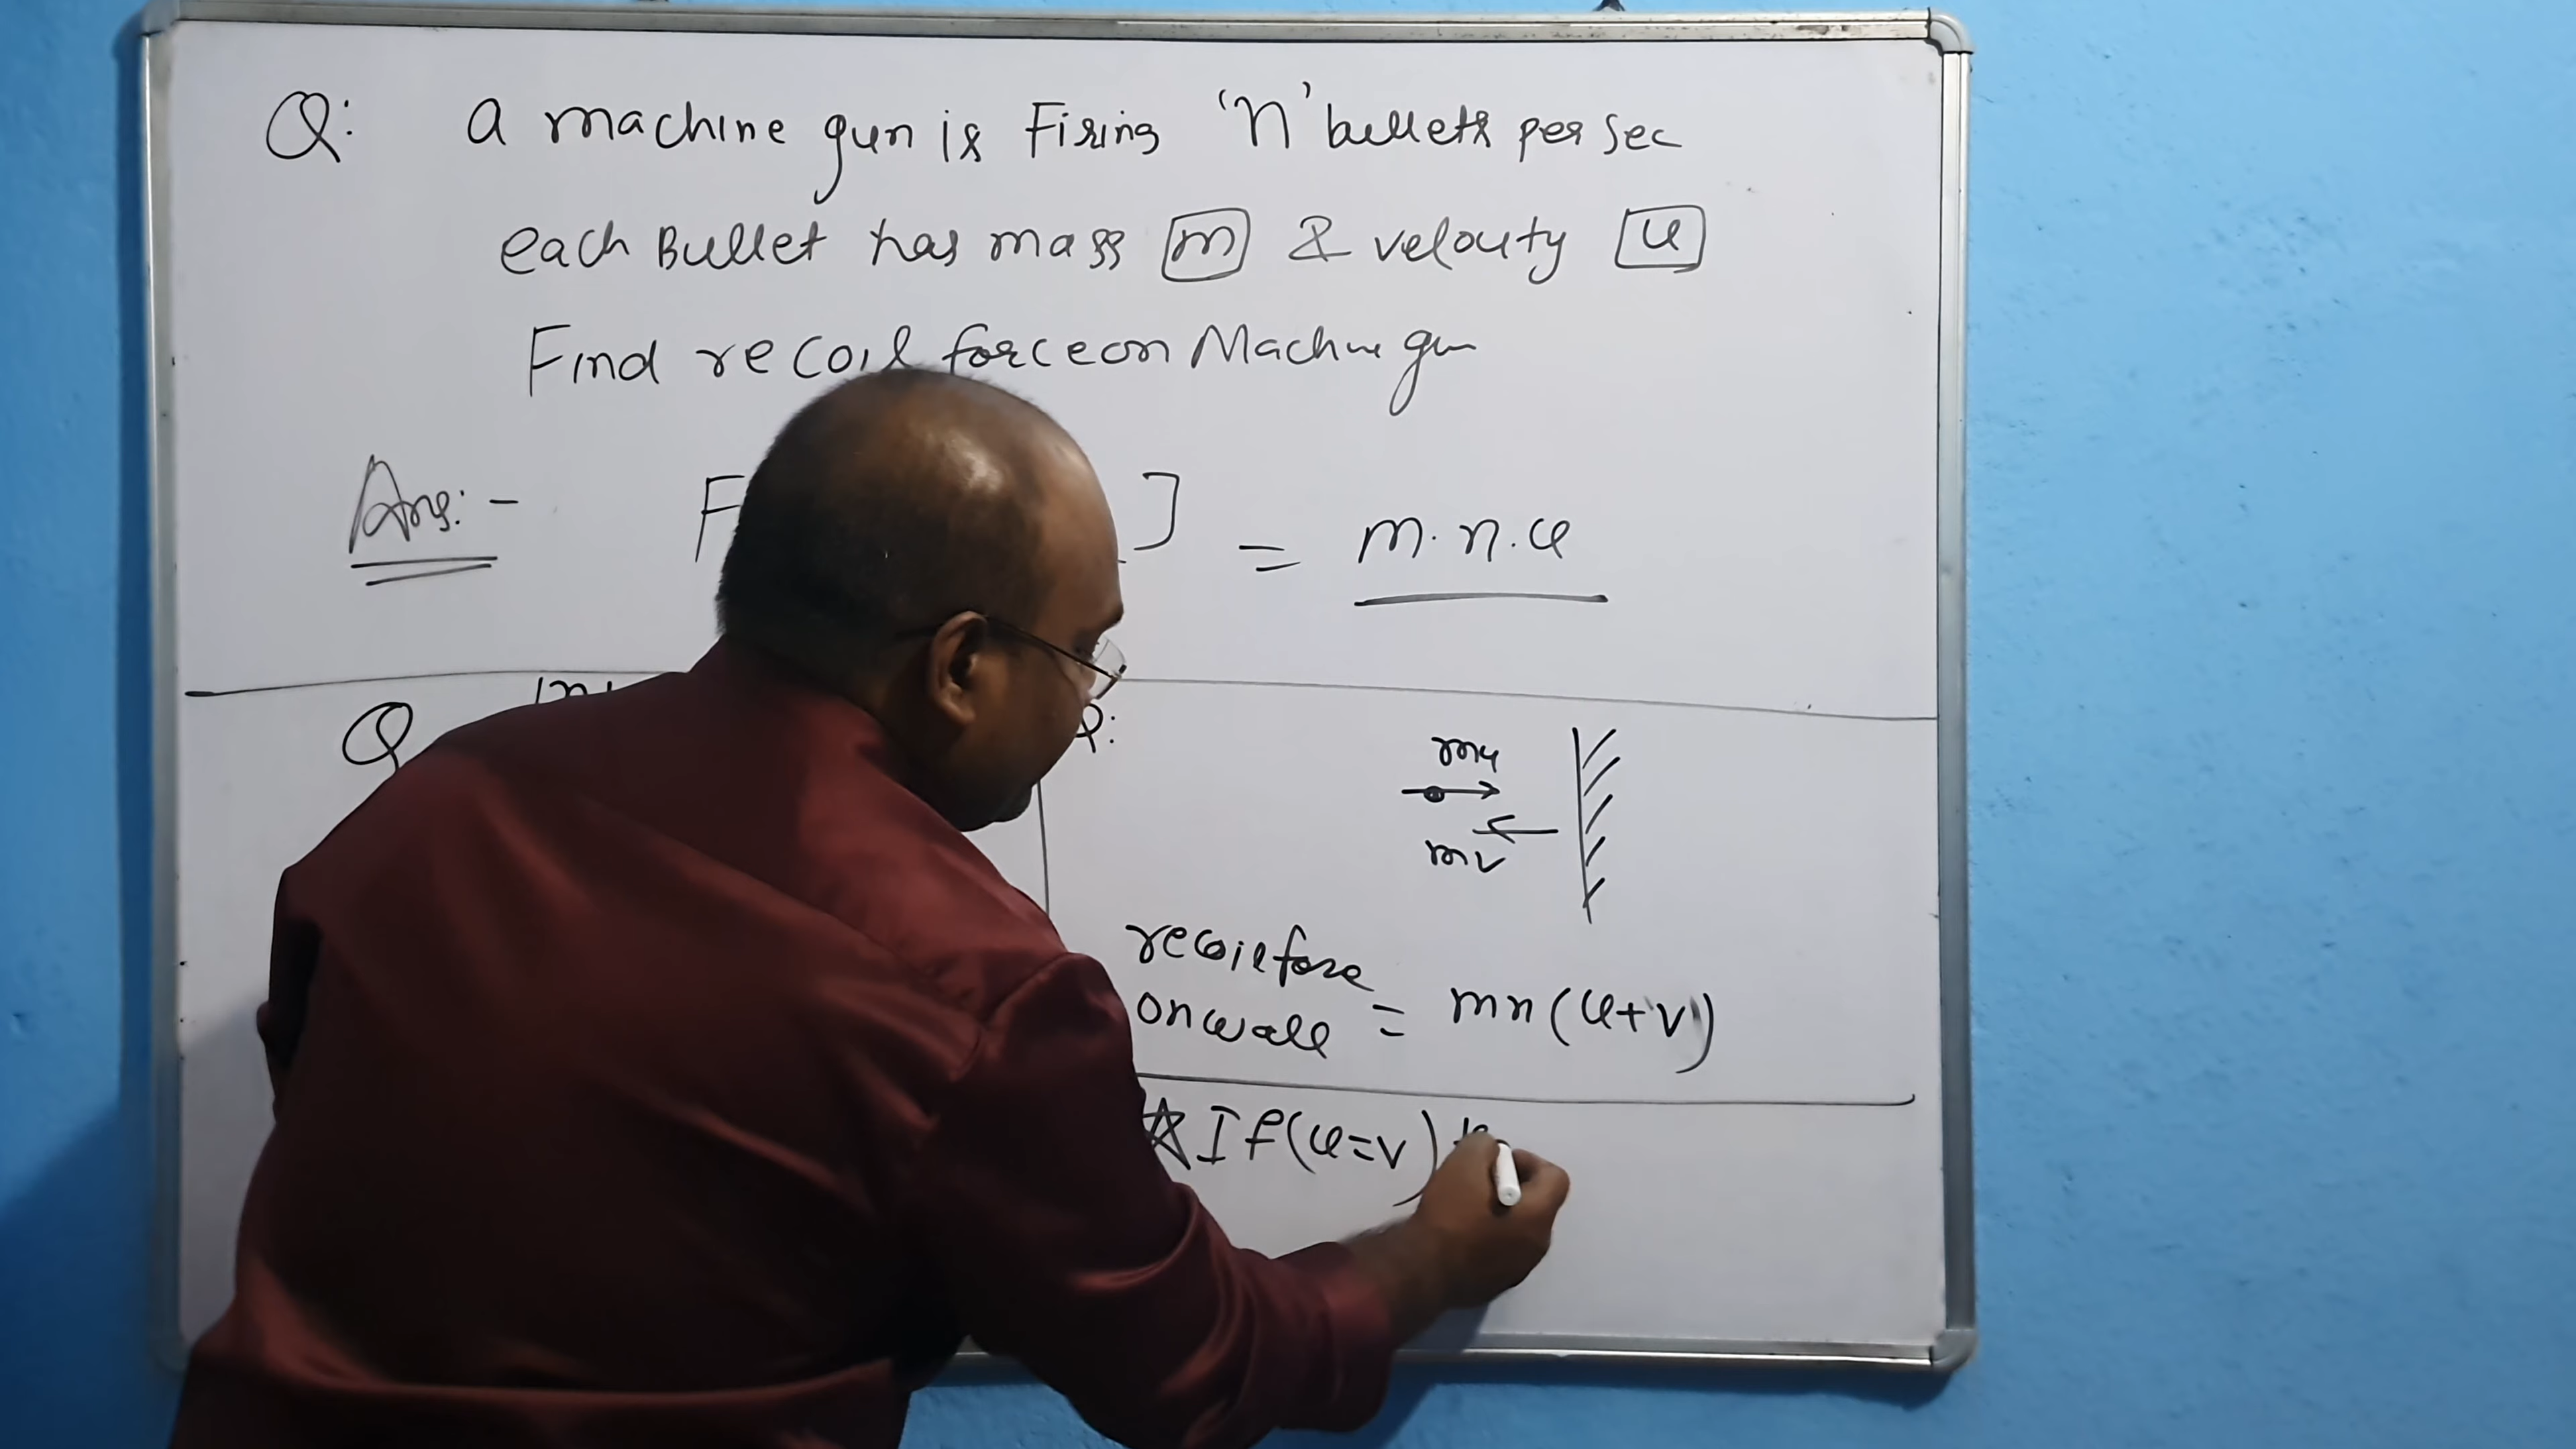 Q: a machine gun is Firing 'n' bullets per sec
each Bullet has mass m & velocity u
Find recoil force on Machine gun
Ans:- F ] = m.n.u
Q
Q:
mu
mv
recoil force
on wall = mn(u+v)
☆ If (u=v)